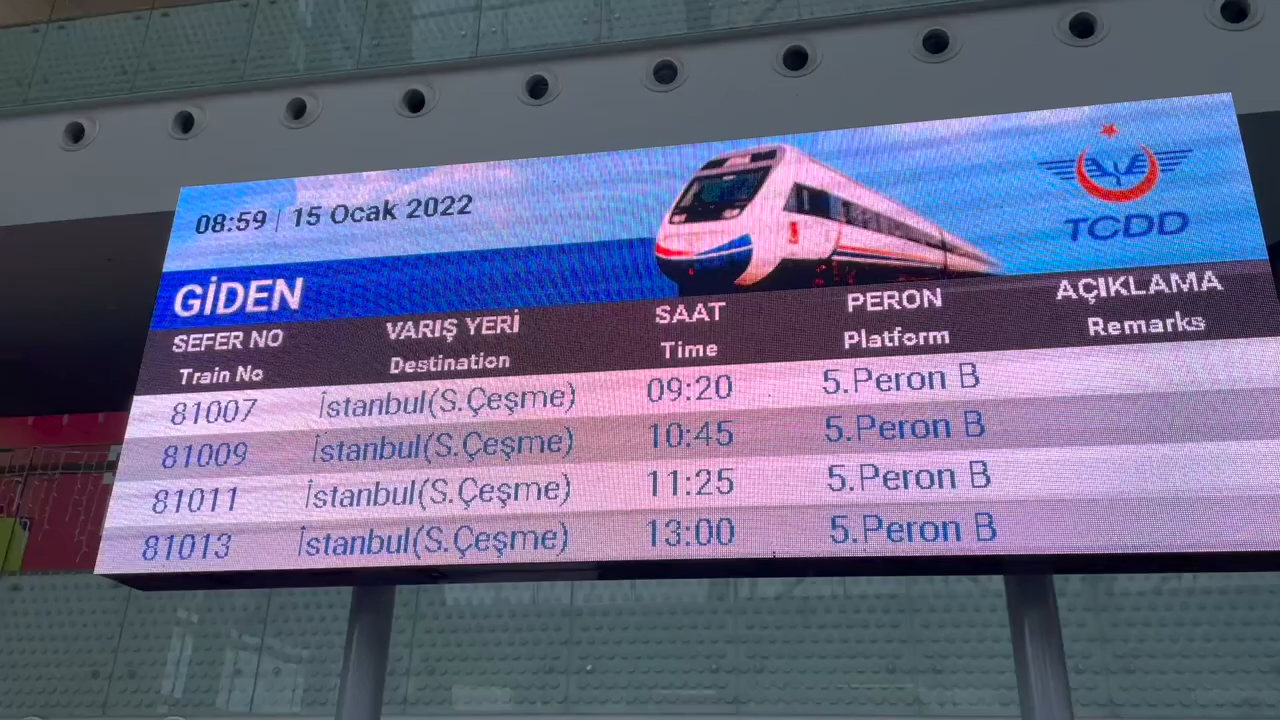 08:59 | 15 Ocak 2022
TCDD
GİDEN
SEFER NO VARIŞ YERİ SAAT PERON AÇIKLAMA
Train No Destination Time Platform Remarks
81007 İstanbul(S.Çeşme) 09:20 5.Peron B
81009 İstanbul(S.Çeşme) 10:45 5.Peron B
81011 İstanbul(S.Çeşme) 11:25 5.Peron B
81013 İstanbul(S.Çeşme) 13:00 5.Peron B